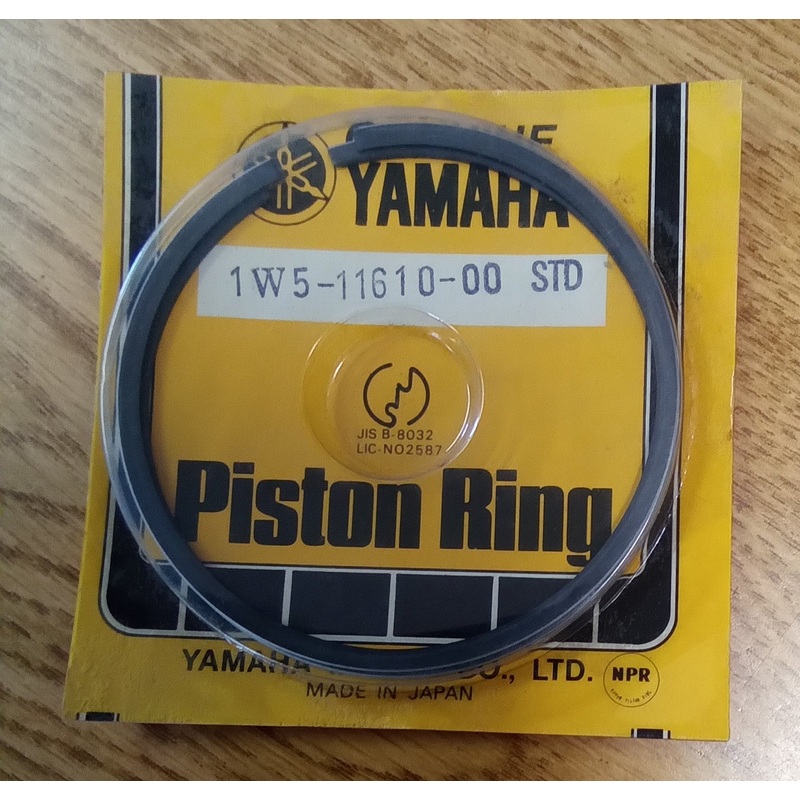 YAMAHA
1W5-11610-00 STD
JIS B-8032
LIC-NO2587
Piston Ring
YAMAHA CO., LTD.
NPR
MADE IN JAPAN